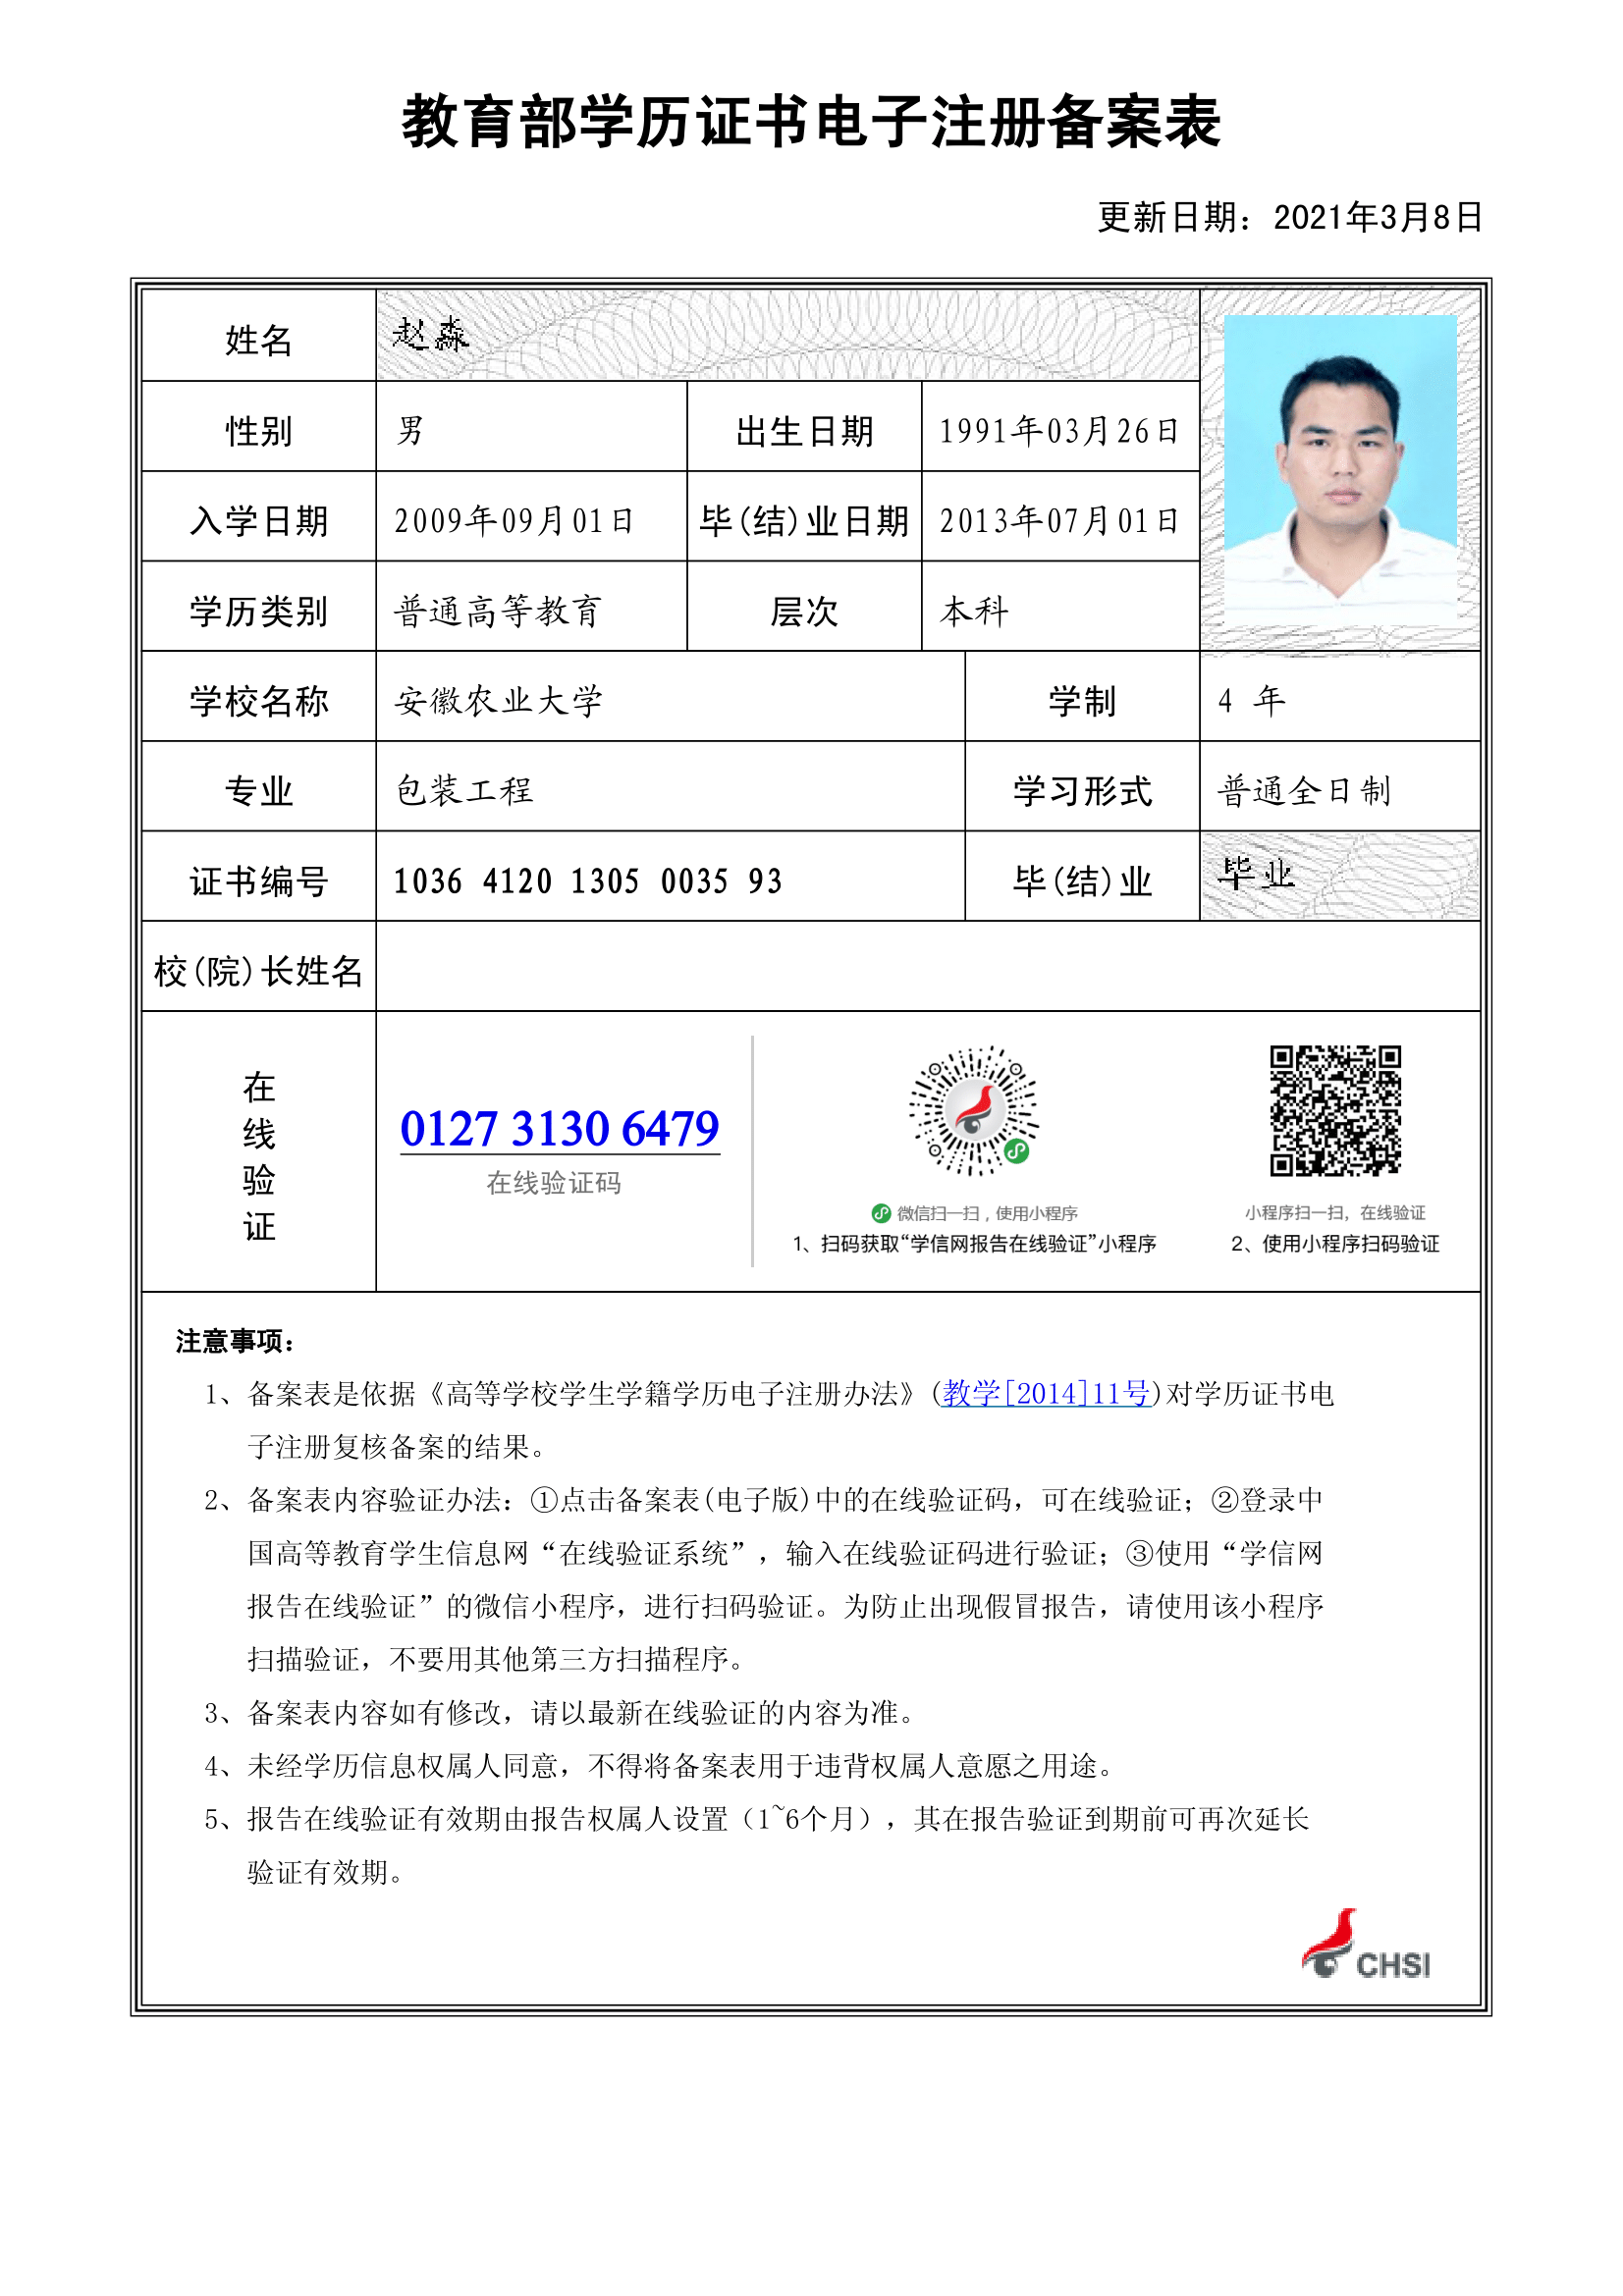 教育部学历证书电子注册备案表
更新日期：2021年3月8日
姓名 赵淼
性别 男 出生日期 1991年03月26日
入学日期 2009年09月01日 毕(结)业日期 2013年07月01日
学历类别 普通高等教育 层次 本科
学校名称 安徽农业大学 学制 4 年
专业 包装工程 学习形式 普通全日制
证书编号 1036 4120 1305 0035 93 毕(结)业 毕业
校(院)长姓名
在线验证
0127 3130 6479
在线验证码
微信扫一扫，使用小程序
1、扫码获取“学信网报告在线验证”小程序
小程序扫一扫，在线验证
2、使用小程序扫码验证
注意事项：
1、备案表是依据《高等学校学生学籍学历电子注册办法》(教学[2014]11号)对学历证书电
子注册复核备案的结果。
2、备案表内容验证办法：①点击备案表(电子版)中的在线验证码，可在线验证；②登录中
国高等教育学生信息网“在线验证系统”，输入在线验证码进行验证；③使用“学信网
报告在线验证”的微信小程序，进行扫码验证。为防止出现假冒报告，请使用该小程序
扫描验证，不要用其他第三方扫描程序。
3、备案表内容如有修改，请以最新在线验证的内容为准。
4、未经学历信息权属人同意，不得将备案表用于违背权属人意愿之用途。
5、报告在线验证有效期由报告权属人设置（1~6个月），其在报告验证到期前可再次延长
验证有效期。
CHSI